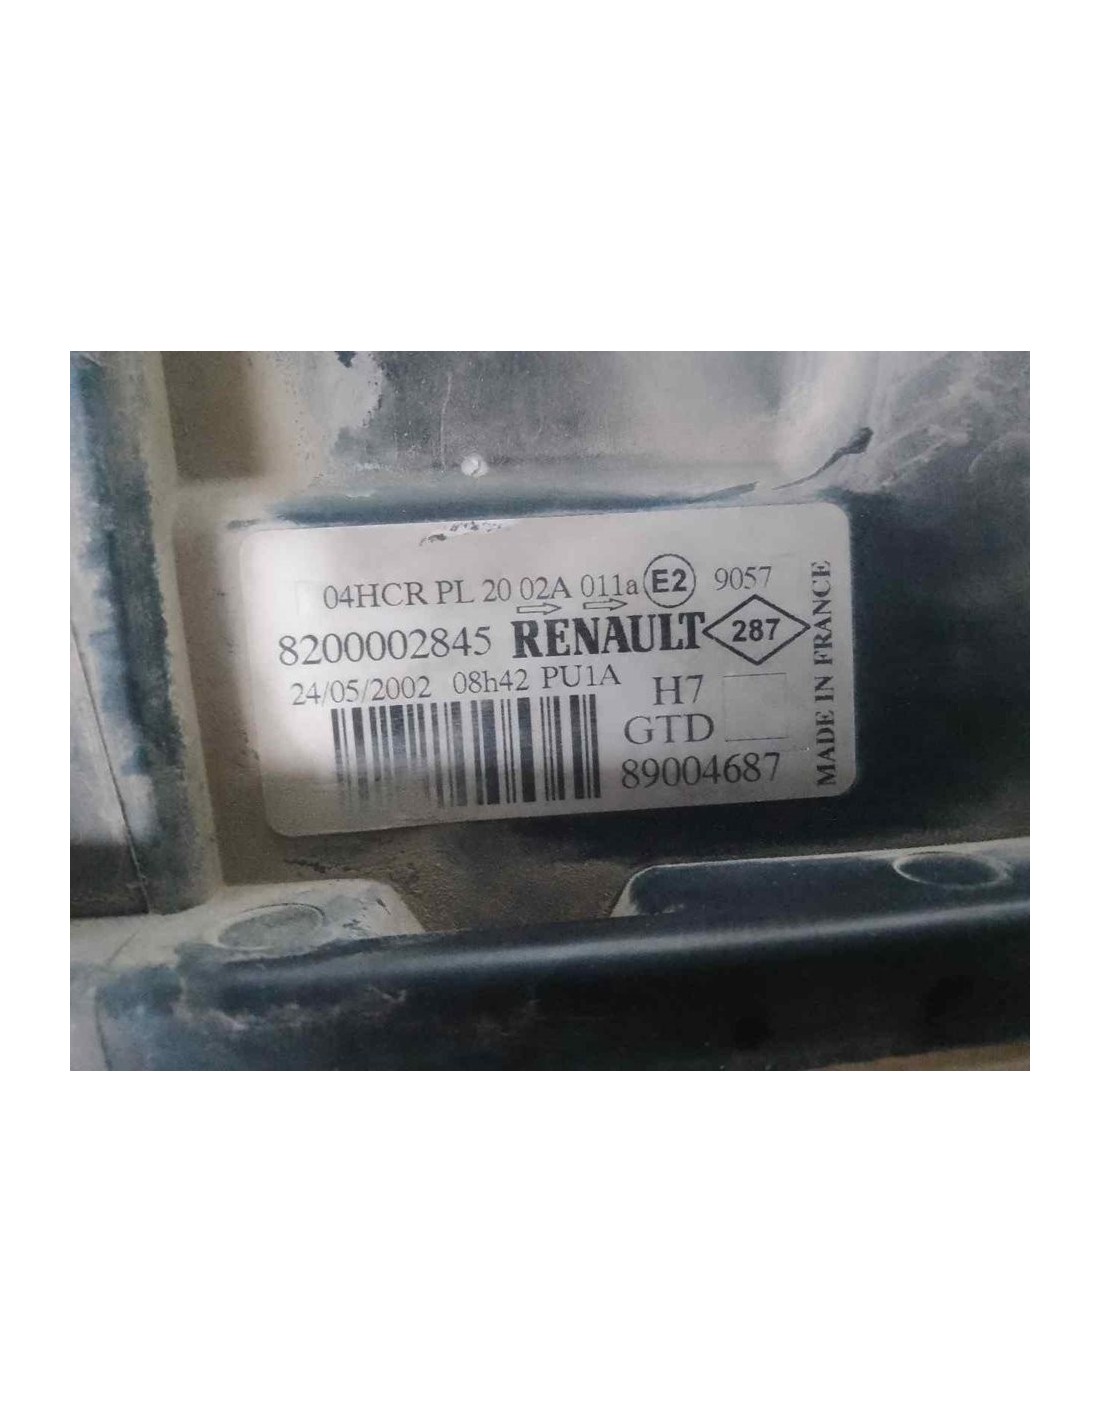 04HCR PL 20 02A 011a E2 9057
8200002845 RENAULT 287
24/05/2002 08h42 PU1A
H7
GTD
89004687
MADE IN FRANCE